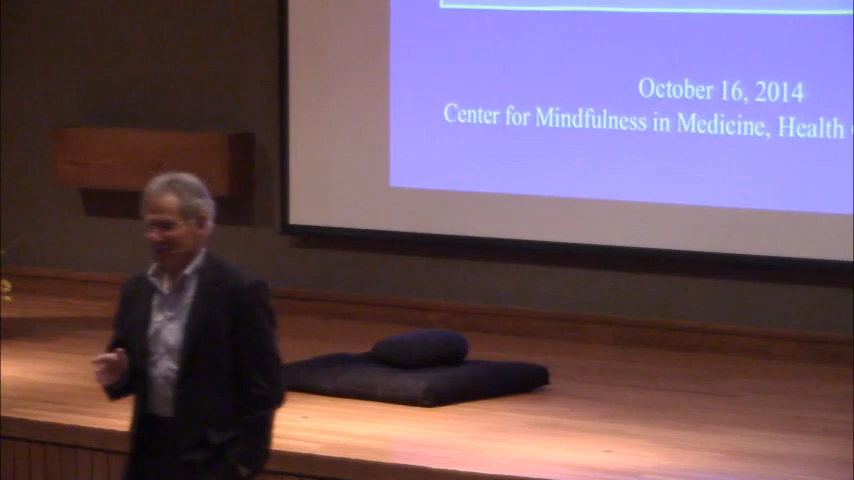 October 16, 2014
Center for Mindfulness in Medicine, Health